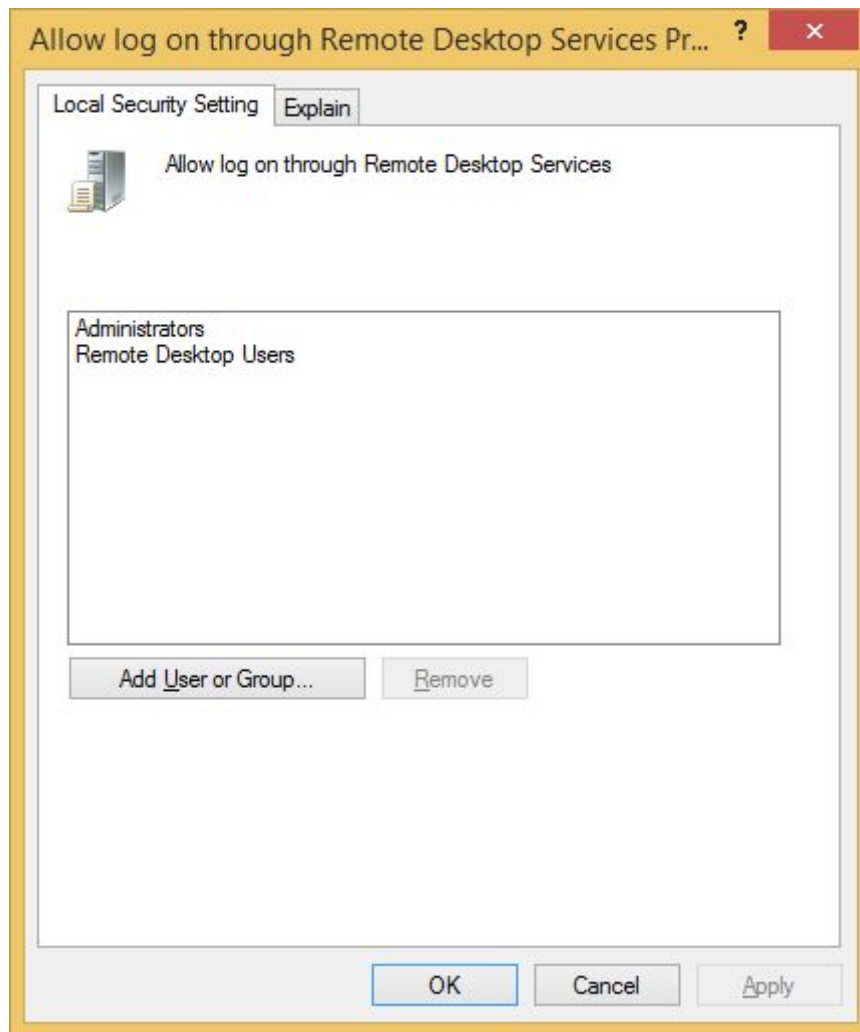 Allow log on through Remote Desktop Services Pr...
?
Local Security Setting
Explain
Allow log on through Remote Desktop Services
Administrators
Remote Desktop Users
Add User or Group...
Remove
OK
Cancel
Apply